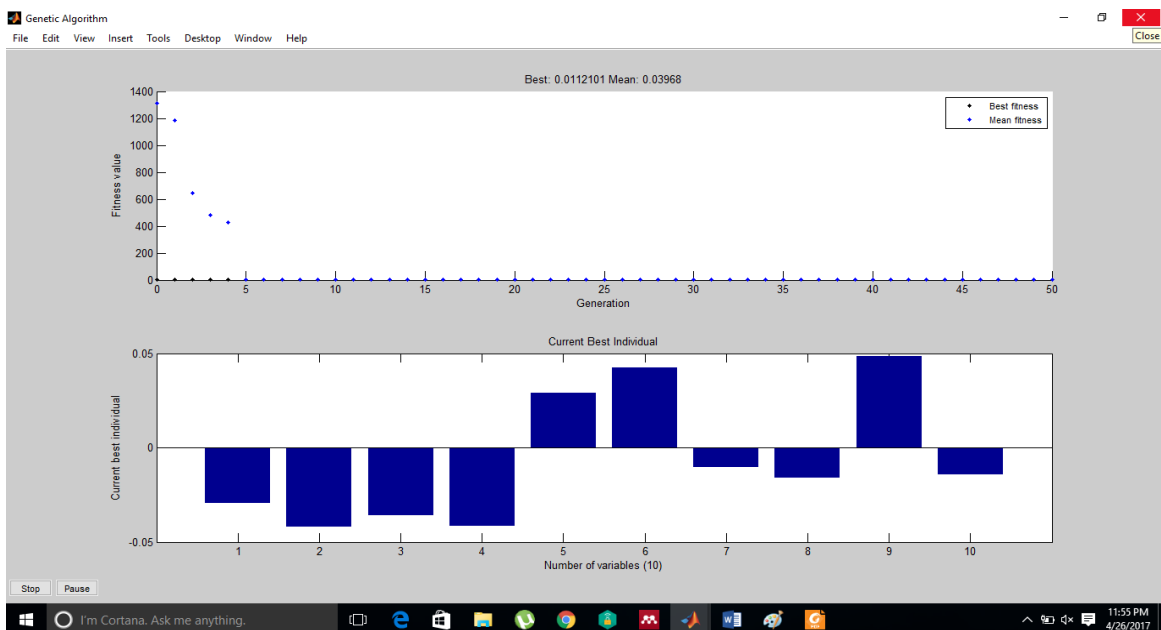 Genetic Algorithm
File Edit View Insert Tools Desktop Window Help
Close
Best: 0.0112101 Mean: 0.03968
1400
1200
1000
800
600
400
200
0
Fitness value
Best fitness
Mean fitness
0 5 10 15 20 25 30 35 40 45 50
Generation
Current Best Individual
0.05
0
-0.05
Current best individual
1 2 3 4 5 6 7 8 9 10
Number of variables (10)
Stop Pause
I'm Cortana. Ask me anything.
11:55 PM
4/26/2017